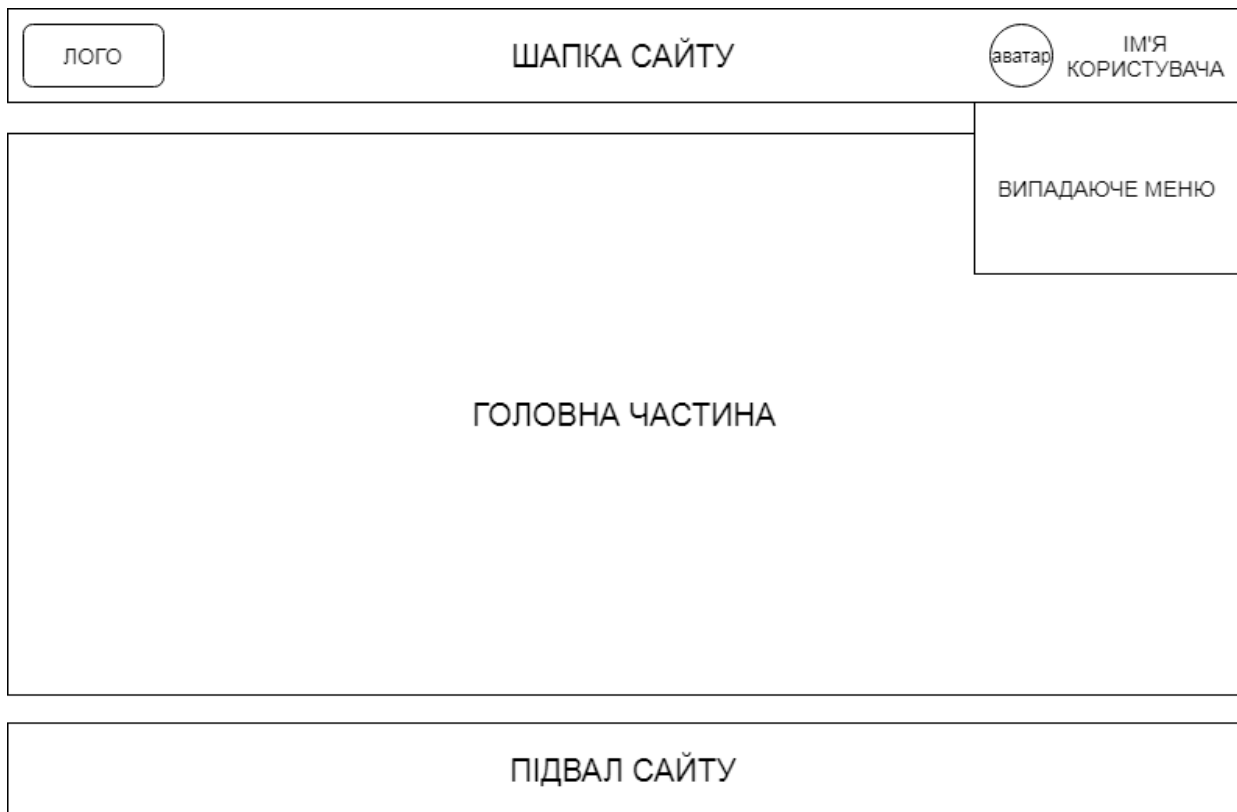 ЛОГО
ШАПКА САЙТУ
аватар
ІМ'Я
КОРИСТУВАЧА
ВИПАДАЮЧЕ МЕНЮ
ГОЛОВНА ЧАСТИНА
ПІДВАЛ САЙТУ